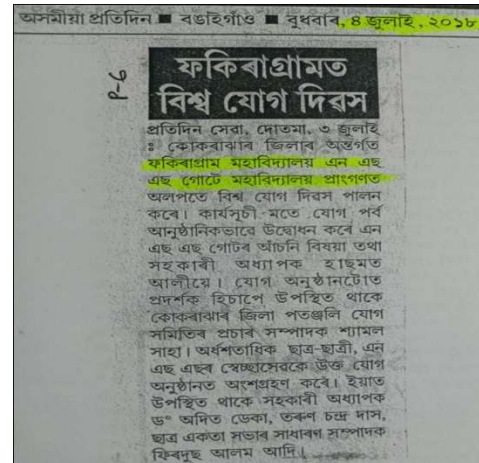 অসমীয়া প্ৰতিদিন ■ বঙাইগাঁও ■ বুধবাৰ, ৪ জুলাই, ২০১৮
P-6
ফকিৰাগ্ৰামত
বিশ্ব যোগ দিৱস
প্ৰতিদিন সেৱা, দোতমা, ৩ জুলাই
ঃ কোকৰাঝাৰ জিলাৰ অন্তৰ্গত
ফকিৰাগ্ৰাম মহাবিদ্যালয় এন এছ
এছ গোটে মহাবিদ্যালয় প্ৰাংগণত
অলপতে বিশ্ব যোগ দিৱস পালন
কৰে। কাৰ্যসূচী মতে যোগ পৰ্ব
আনুষ্ঠানিকভাৱে উদ্বোধন কৰে এন
এছ এছ গোটৰ আঁচনি বিষয়া তথা
সহকাৰী অধ্যাপক হাছমত
আলীয়ে। যোগ অনুষ্ঠানটোত
প্ৰদৰ্শক হিচাপে উপস্থিত থাকে
কোকৰাঝাৰ জিলা পতঞ্জলি যোগ
সমিতিৰ প্ৰচাৰ সম্পাদক শ্যামল
সাহা। অৰ্ধশতাধিক ছাত্ৰ-ছাত্ৰী, এন
এছ এছৰ স্বেচ্ছাসেৱকে উক্ত যোগ
অনুষ্ঠানত অংশগ্ৰহণ কৰে। ইয়াত
উপস্থিত থাকে সহকাৰী অধ্যাপক
ড° অদিত ডেকা, তৰুণ চন্দ্ৰ দাস,
ছাত্ৰ একতা সভাৰ সাধাৰণ সম্পাদক
ফিৰদুছ আলম আদি।